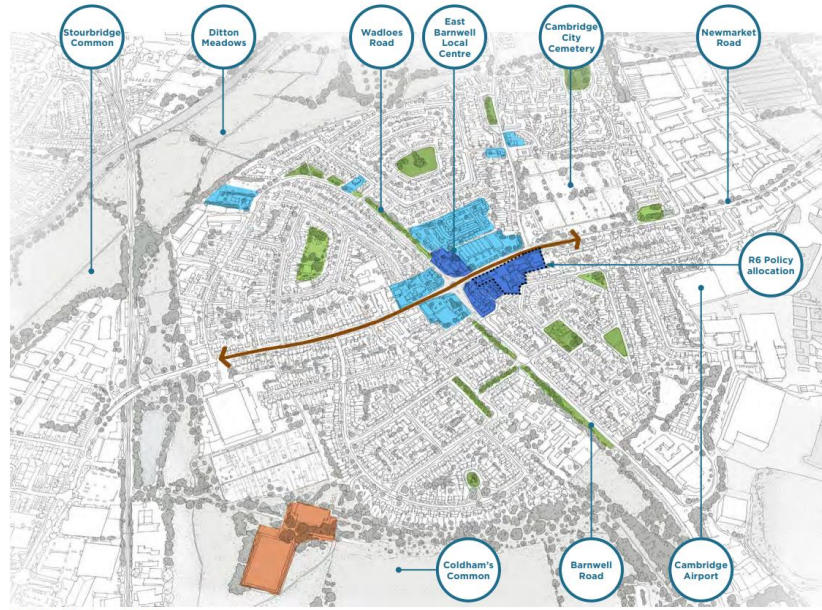 Stourbridge
Common
Ditton
Meadows
Wadloes
Road
East
Barnwell
Local
Centre
Cambridge
City
Cemetery
Newmarket
Road
R6 Policy
allocation
Coldham's
Common
Barnwell
Road
Cambridge
Airport